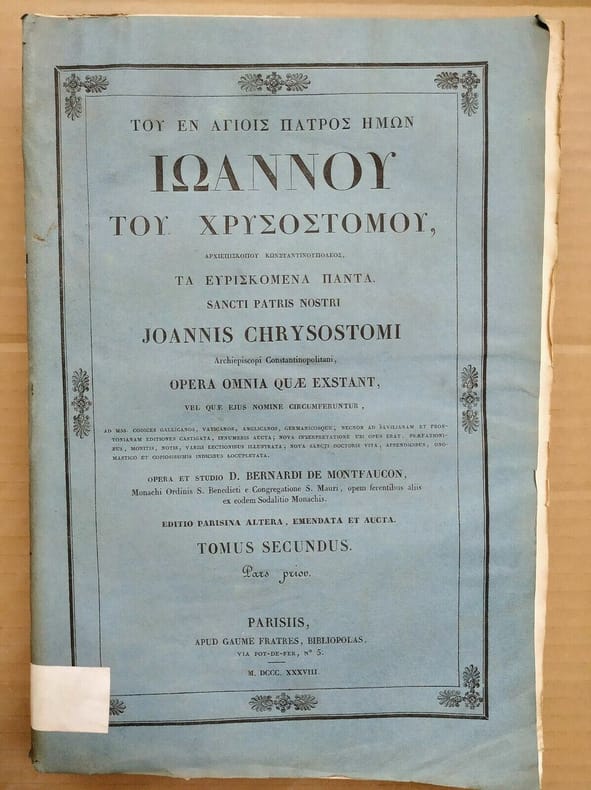 ΤΟΥ ΕΝ ΑΓΙΟΙΣ ΠΑΤΡΟΣ ΗΜΩΝ
ΙΩΑΝΝΟΥ
ΤΟΥ ΧΡΥΣΟΣΤΟΜΟΥ,
ΑΡΧΙΕΠΙΣΚΟΠΟΥ ΚΩΝΣΤΑΝΤΙΝΟΥΠΟΛΕΩΣ,
ΤΑ ΕΥΡΙΣΚΟΜΕΝΑ ΠΑΝΤΑ.
SANCTI PATRIS NOSTRI
JOANNIS CHRYSOSTOMI
Archiepiscopi Constantinopolitani,
OPERA OMNIA QUÆ EXSTANT,
VEL QUÆ EJUS NOMINE CIRCUMFERUNTUR,
AD MSS. CODICES GALLICANOS, VATICANOS, ANGLICANOS, GERMANICOSQUE, NECNON AD SAVILIANAM ET FRON-
TONIANAM EDITIONES CASTIGATA, INNUMERIS AUCTA; NOVA INTERPRETATIONE UBI OPUS ERAT, PRÆFATIONI-
BUS, MONITIS, NOTIS, VARIIS LECTIONIBUS ILLUSTRATA; NOVA SANCTI DOCTORIS VITA, APPENDICIBUS, ONO-
MASTICO ET COPIOSISSIMIS INDICIBUS LOCUPLETATA.
OPERA ET STUDIO D. BERNARDI DE MONTFAUCON,
Monachi Ordinis S. Benedicti e Congregatione S. Mauri, opem ferentibus aliis
ex eodem Sodalitio Monachis.
EDITIO PARISINA ALTERA, EMENDATA ET AUCTA.
TOMUS SECUNDUS.
Pars prior.
PARISIIS,
APUD GAUME FRATRES, BIBLIOPOLAS.
VIA POT-DE-FER, Nº 5.
M. DCCC. XXXVIII.